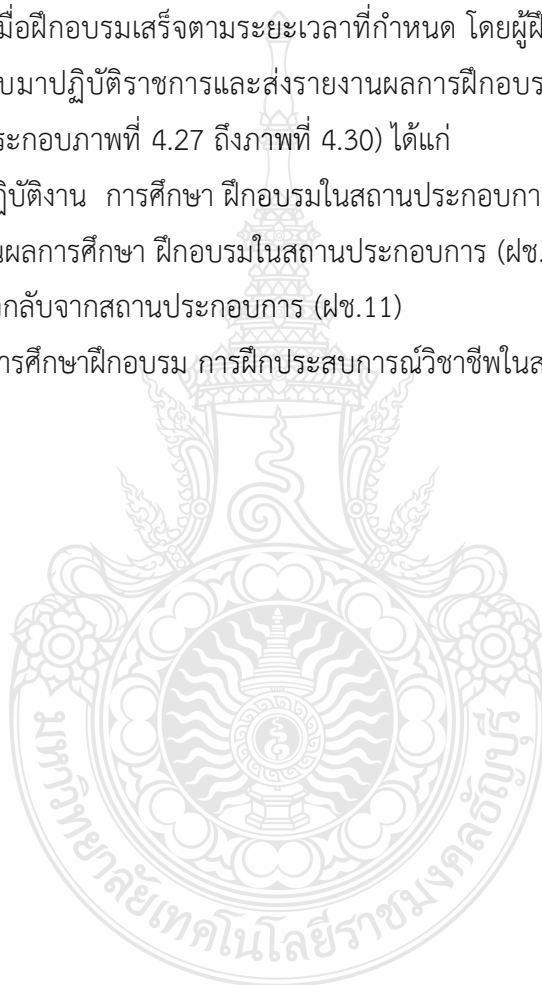 มื่อฝึกอบรมเสร็จตามระยะเวลาที่กำหนด โดยผู้ฝึ
บมาปฏิบัติราชการและส่งรายงานผลการฝึกอบร
ระกอบภาพที่ 4.27 ถึงภาพที่ 4.30) ได้แก่
ฏิบัติงาน การศึกษา ฝึกอบรมในสถานประกอบกา
นผลการศึกษา ฝึกอบรมในสถานประกอบการ (ฝช.
วกลับจากสถานประกอบการ (ฝช.11)
การศึกษาฝึกอบรม การฝึกประสบการณ์วิชาชีพในส
มหาวิทยาลัยเทคโนโลยีราชมงคลธัญบุรี